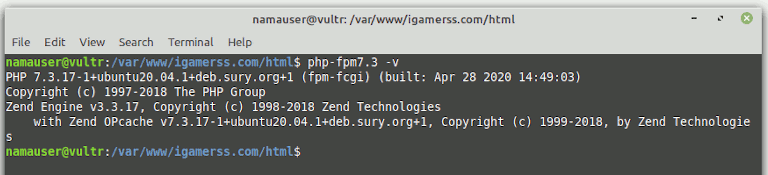 namauser@vultr: /var/www/igamerss.com/html
File Edit View Search Terminal Help
namauser@vultr:/var/www/igamerss.com/html$ php-fpm7.3 -v
PHP 7.3.17-1+ubuntu20.04.1+deb.sury.org+1 (fpm-fcgi) (built: Apr 28 2020 14:49:03)
Copyright (c) 1997-2018 The PHP Group
Zend Engine v3.3.17, Copyright (c) 1998-2018 Zend Technologies
    with Zend OPcache v7.3.17-1+ubuntu20.04.1+deb.sury.org+1, Copyright (c) 1999-2018, by Zend Technologie
s
namauser@vultr:/var/www/igamerss.com/html$